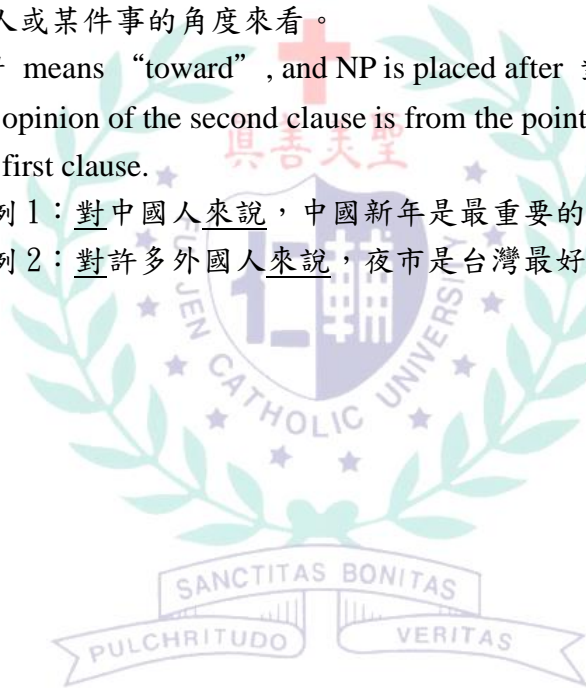 人或某件事的角度來看。
means “toward”, and NP is placed after
opinion of the second clause is from the point
first clause.
例 1：對中國人來說，中國新年是最重要的
例 2：對許多外國人來說，夜市是台灣最好
真善美聖
FU JEN CATHOLIC UNIVERSITY
仁
SANCTITAS BONITAS
PULCHRITUDO VERITAS